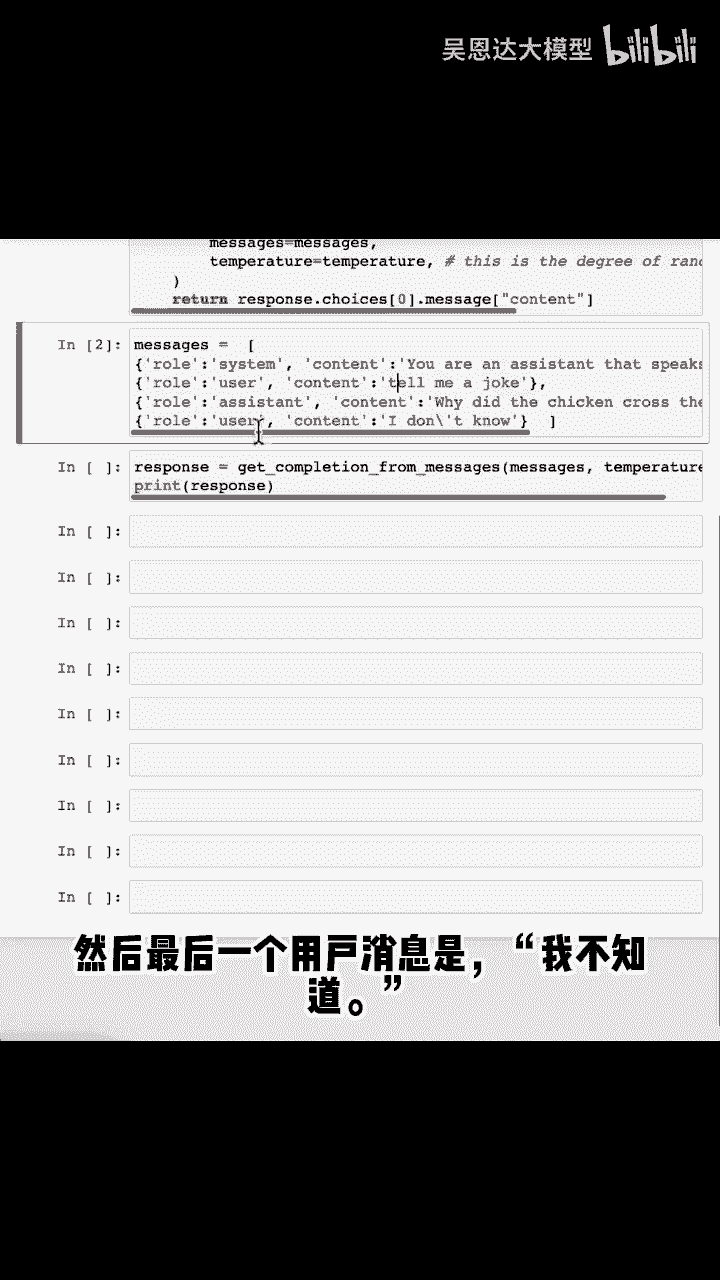 吴恩达大模型 bilibili
messages=messages,
temperature=temperature, # this is the degree of
)
return response.choices[0].message["content"]
In [2]: messages =  [
{'role':'system', 'content':'You are an assistant that speaks
{'role':'user', 'content':'tell me a joke'},
{'role':'assistant', 'content':'Why did the chicken cross the
{'role':'user', 'content':'I don\'t know'}  ]
In [ ]: response = get_completion_from_messages(messages, temperature
print(response)
In [ ]:
In [ ]:
In [ ]:
In [ ]:
In [ ]:
In [ ]:
In [ ]:
In [ ]:
In [ ]:
然后最后一个用户消息是，“我不知
道。”